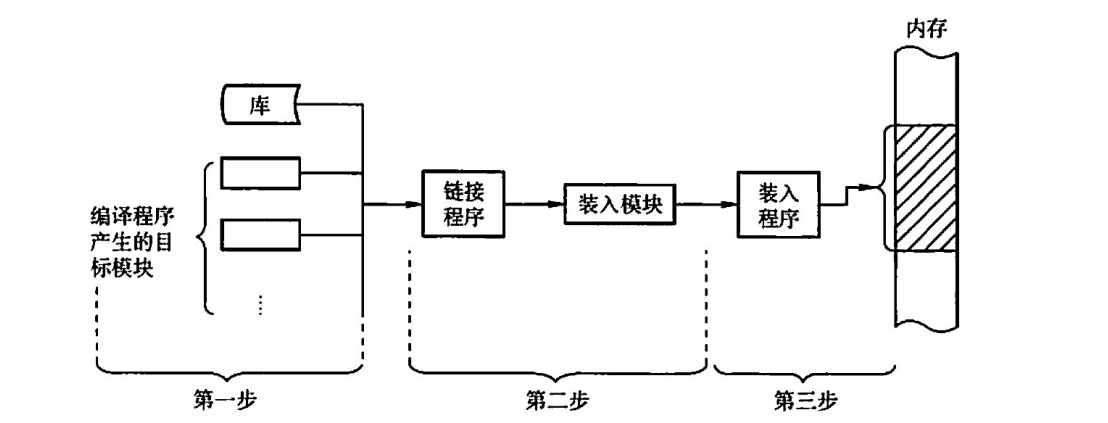 内存
库
编译程序
产生的目
标模块
⋮
链接
程序
装入模块
装入
程序
第一步
第二步
第三步